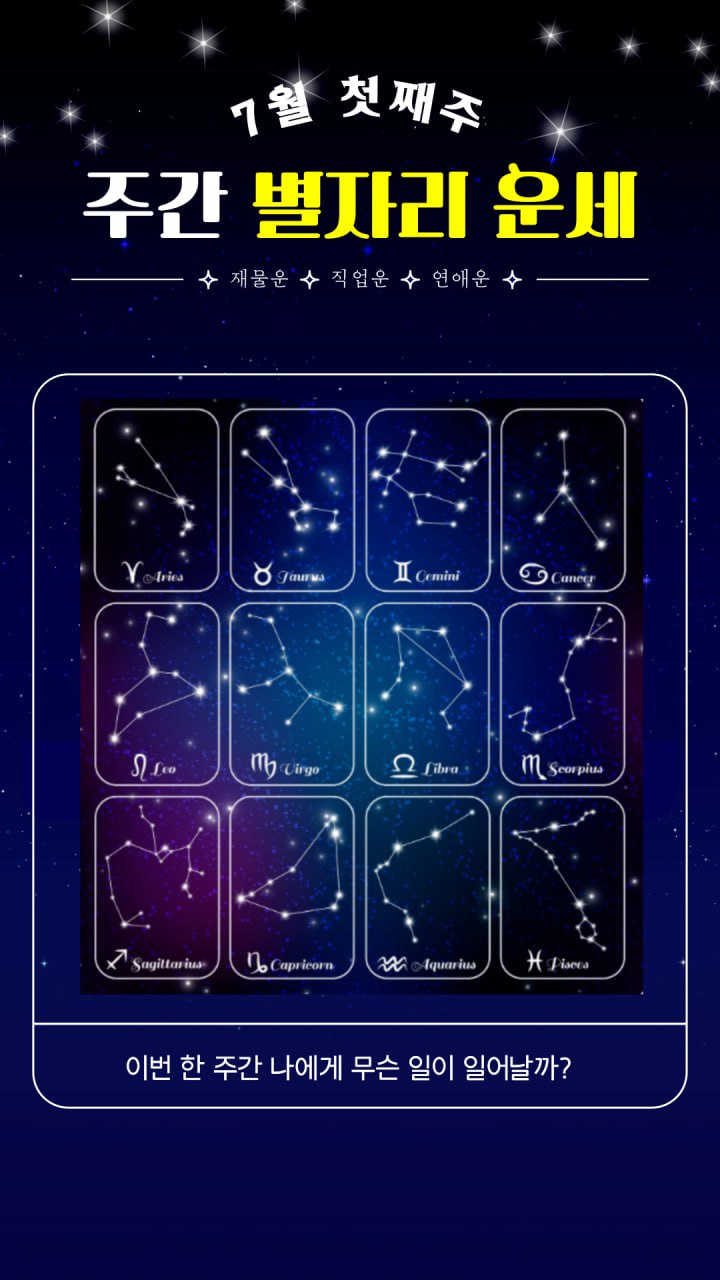 7월 첫째주
주간 별자리 운세
재물운 직업운 연애운
♈ Aries
♉ Taurus
♊ Gemini
♋ Cancer
♌ Leo
♍ Virgo
♎ Libra
♏ Scorpius
♐ Sagittarius
♑ Capricorn
♒ Aquarius
♓ Pisces
이번 한 주간 나에게 무슨 일이 일어날까?